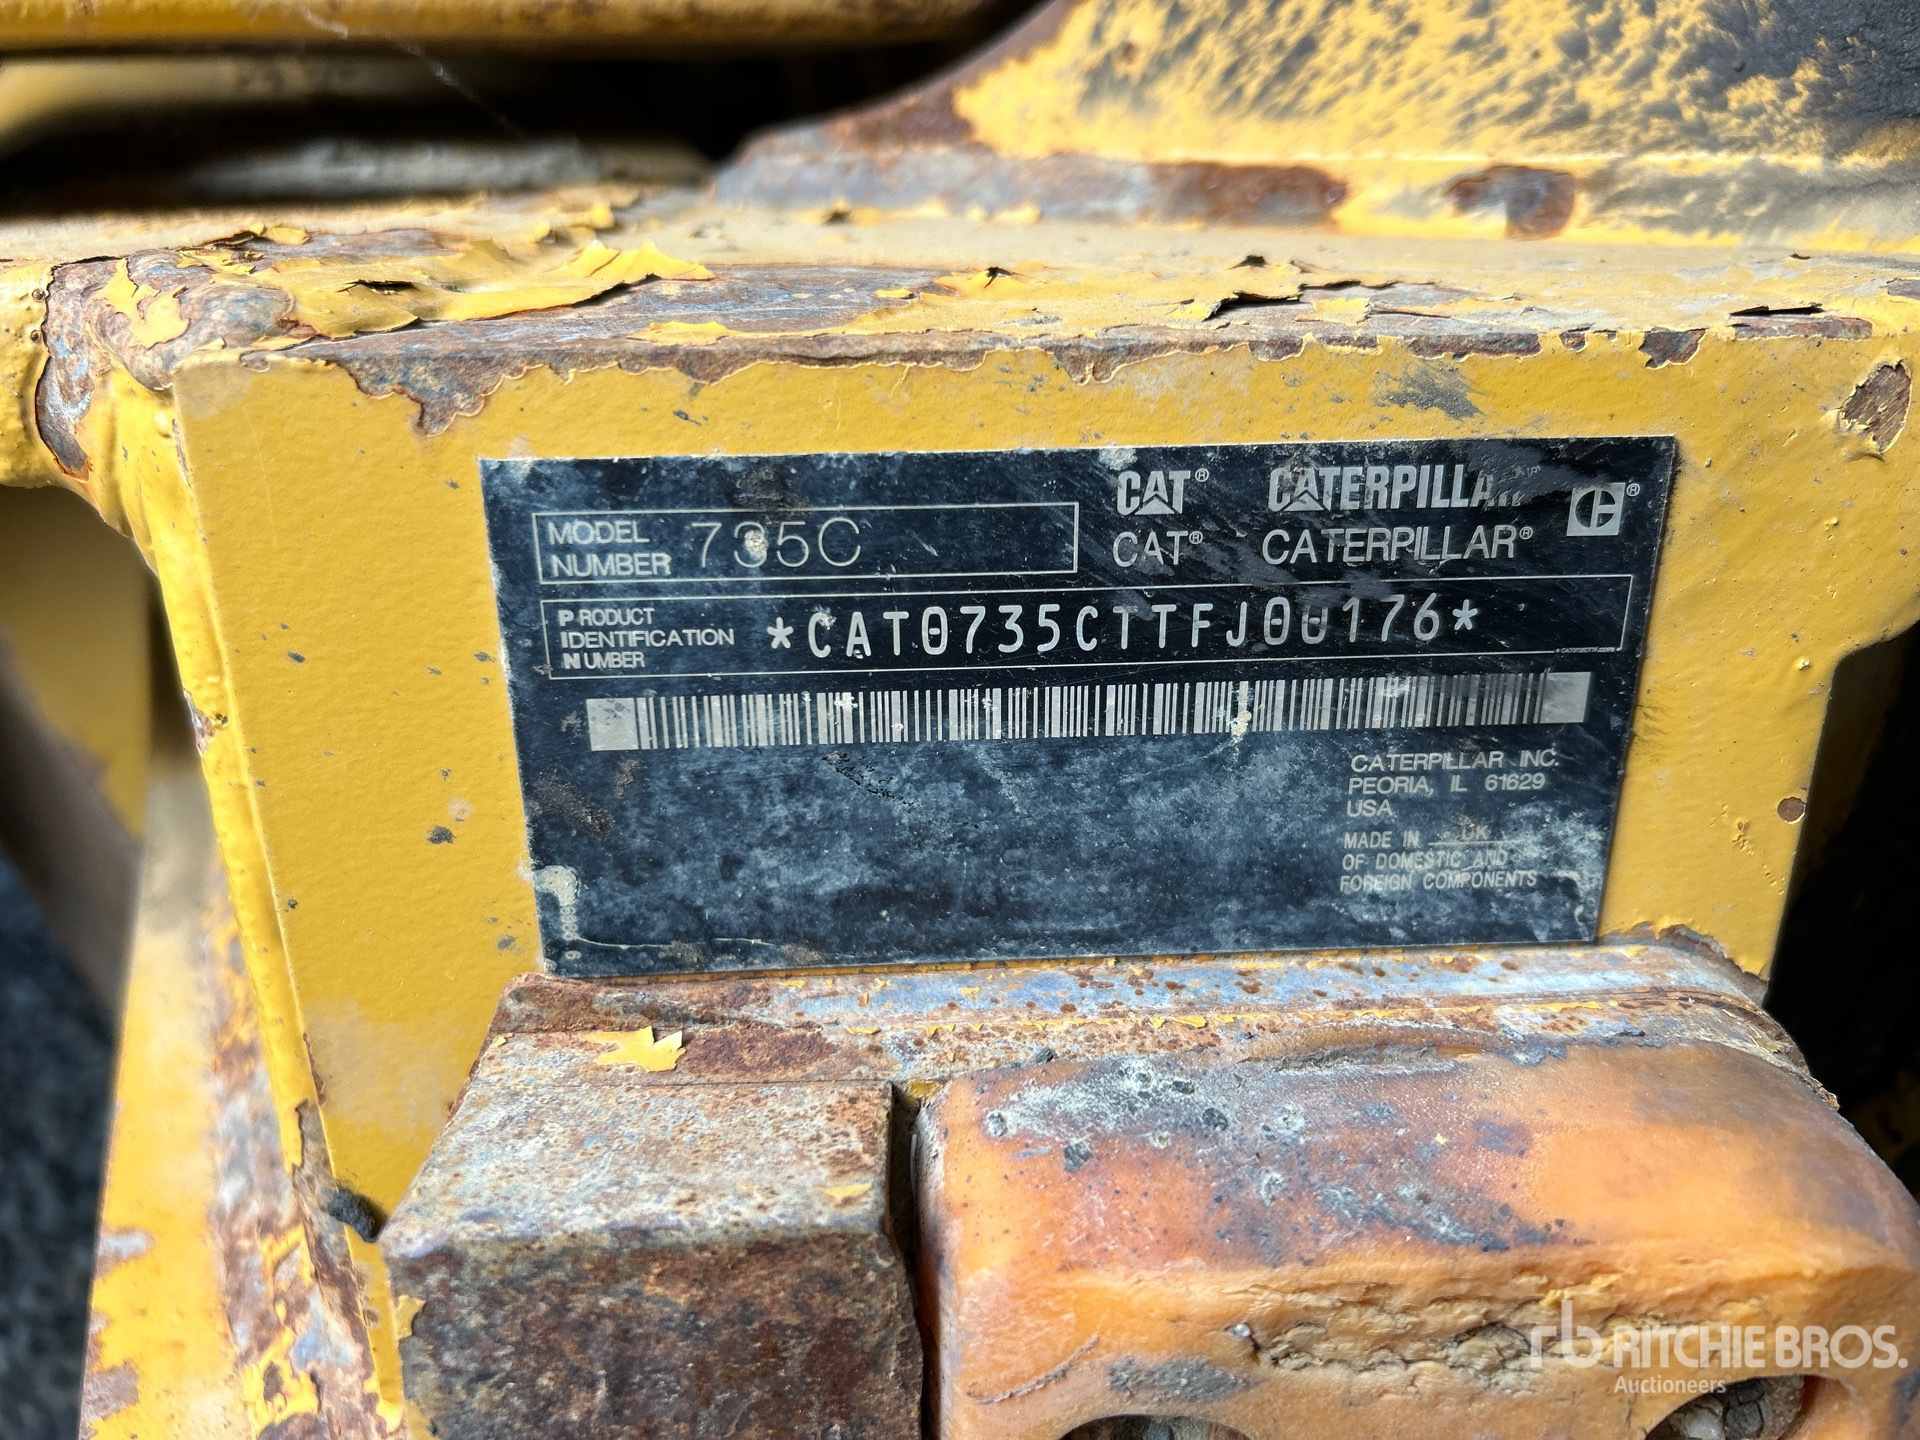 MODEL NUMBER 735C
CAT® CATERPILLAR ®
CAT® CATERPILLAR®
PRODUCT
IDENTIFICATION
NUMBER
*CAT0735CTTFJ00176*
CATERPILLAR INC.
PEORIA, IL 61629
USA
MADE IN UK
OF DOMESTIC AND
FOREIGN COMPONENTS
rb RITCHIE BROS.
Auctioneers